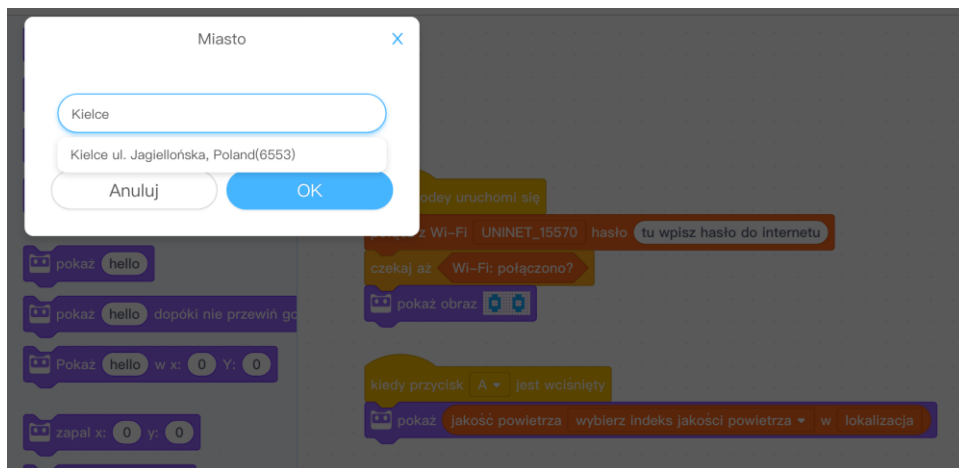 Miasto X
Kielce
Kielce ul. Jagiellońska, Poland(6553)
Anuluj OK
odey uruchomi się
z Wi-Fi UNINET_15570 hasło tu wpisz hasło do internetu
czekaj aż Wi-Fi: połączono?
pokaż obraz
pokaż hello
pokaż hello dopóki nie przewiń go
Pokaż hello w x: 0 Y: 0
zapal x: 0 y: 0
kiedy przycisk A jest wciśnięty
pokaż jakość powietrza wybierz indeks jakości powietrza w lokalizacja